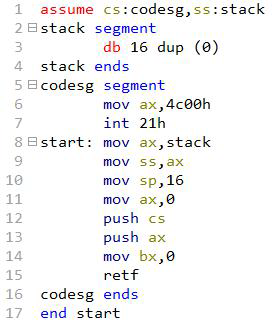 1 assume cs:codesg,ss:stack
2 stack segment
3 db 16 dup (0)
4 stack ends
5 codesg segment
6 mov ax,4c00h
7 int 21h
8 start: mov ax,stack
9 mov ss,ax
10 mov sp,16
11 mov ax,0
12 push cs
13 push ax
14 mov bx,0
15 retf
16 codesg ends
17 end start